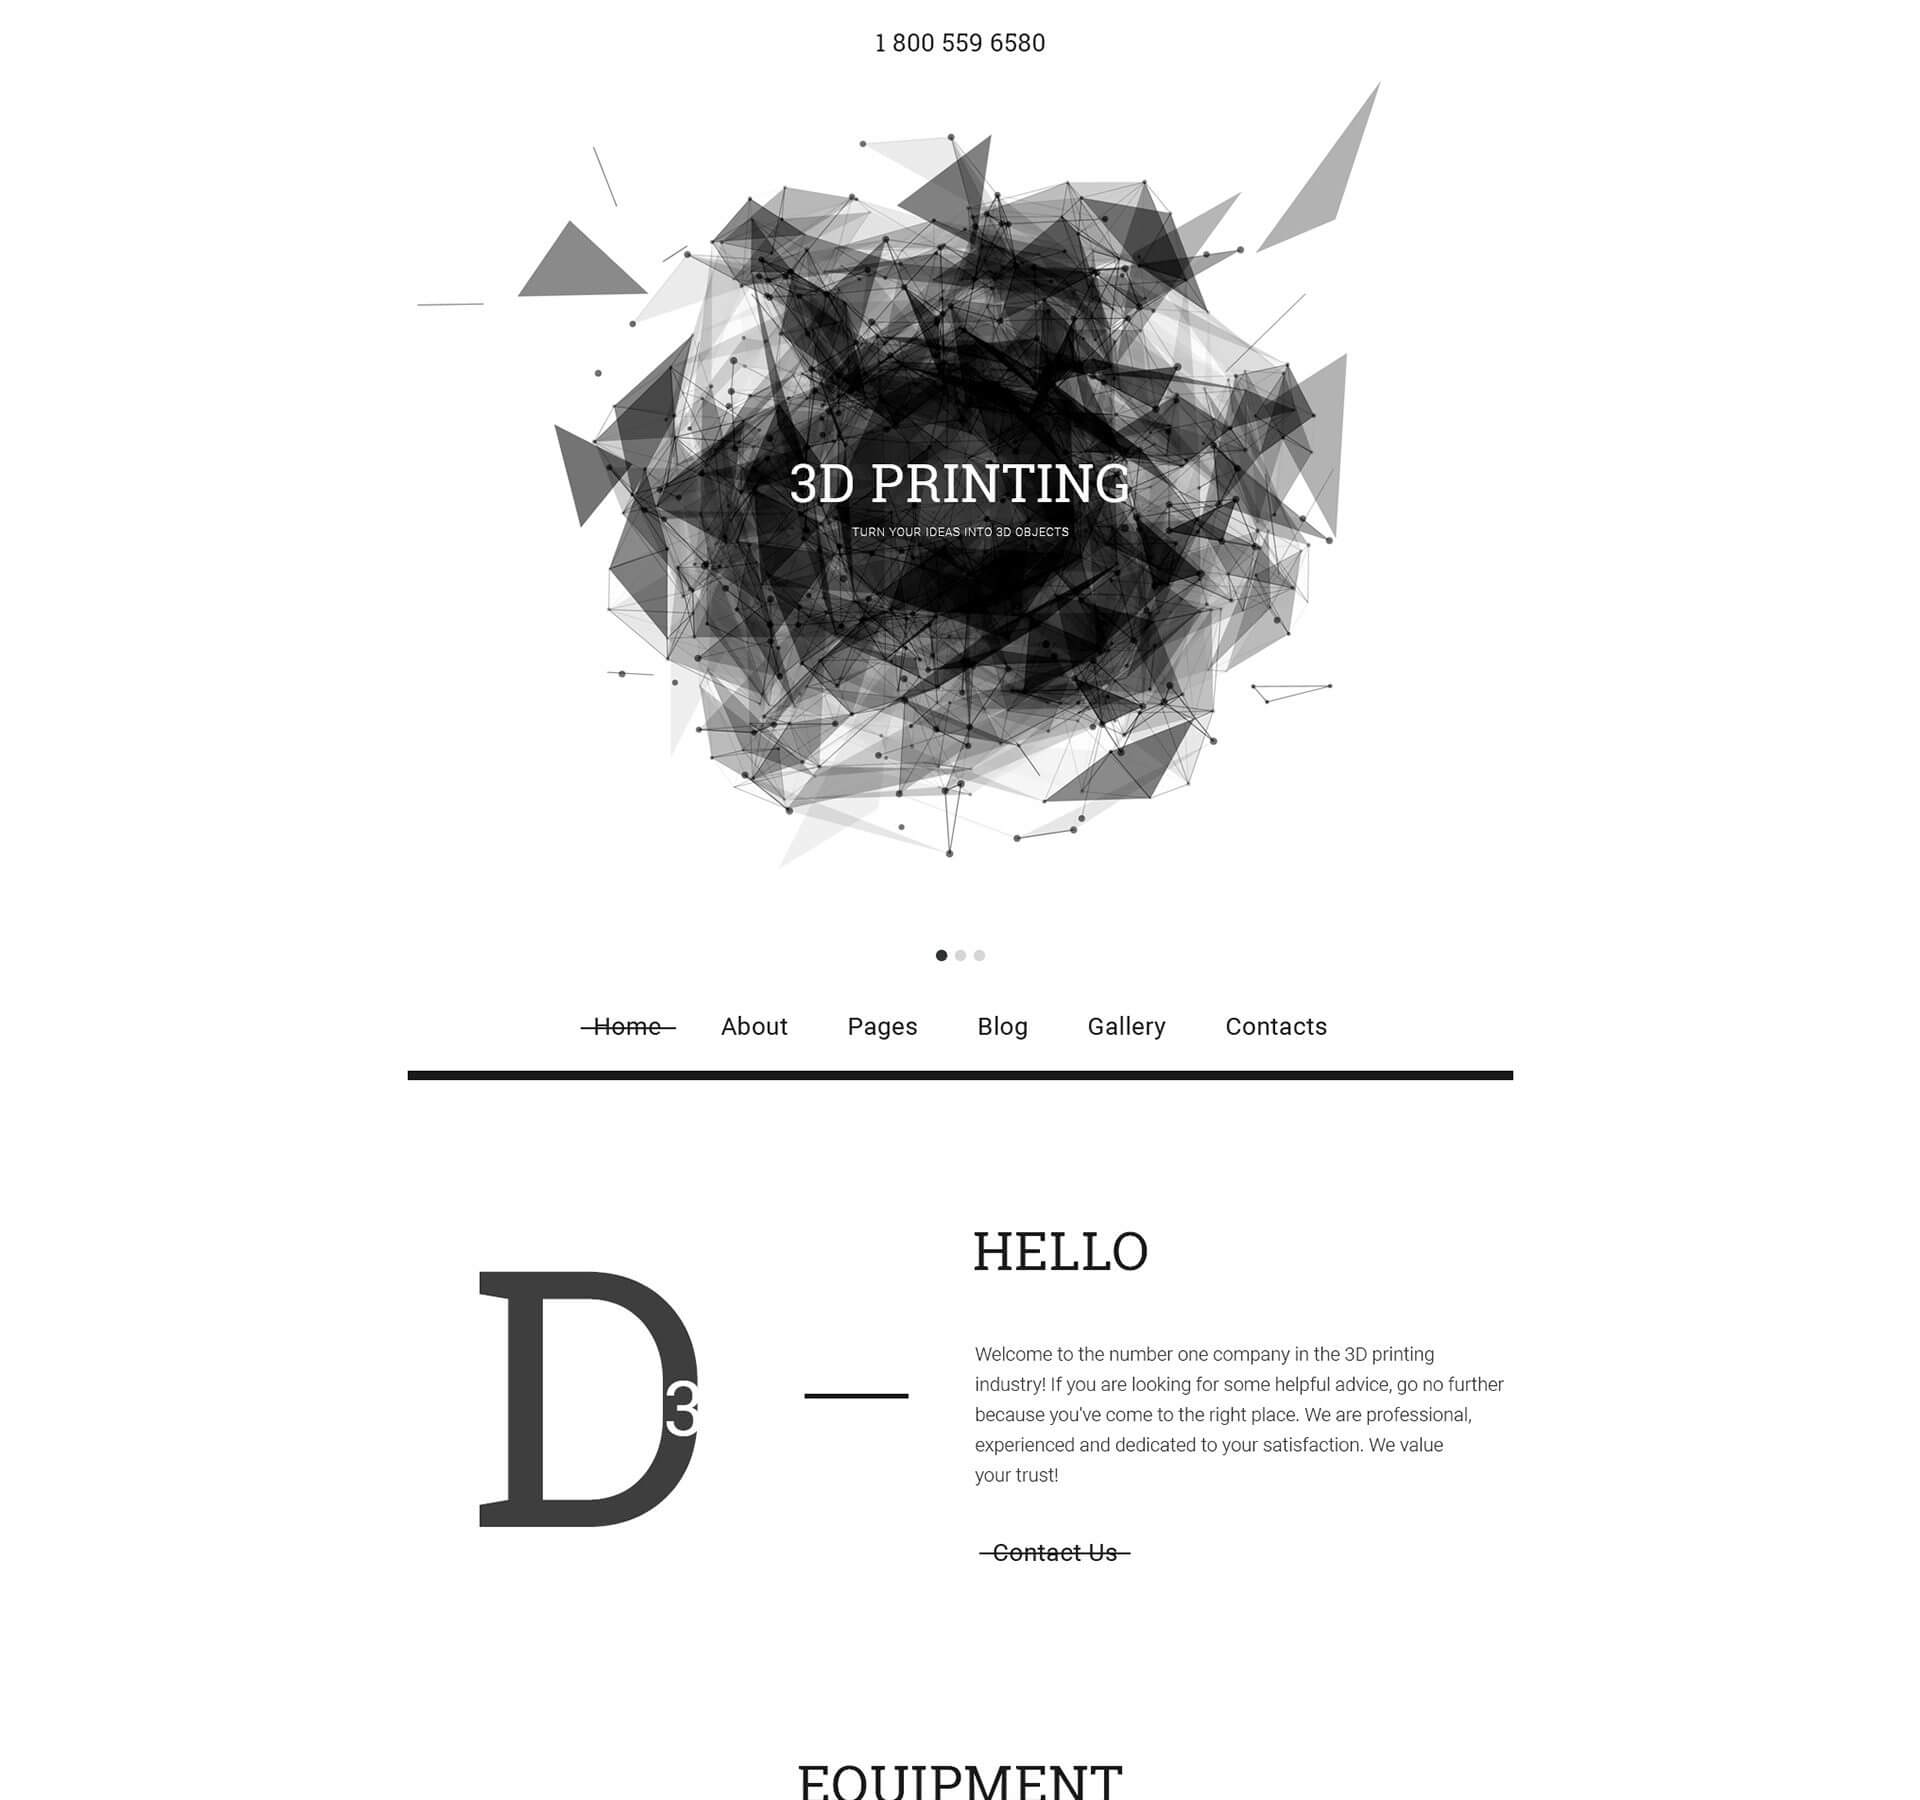 1 800 559 6580
3D PRINTING
TURN YOUR IDEAS INTO 3D OBJECTS
Home About Pages Blog Gallery Contacts
HELLO
D
3
Welcome to the number one company in the 3D printing
industry! If you are looking for some helpful advice, go no further
because you've come to the right place. We are professional,
experienced and dedicated to your satisfaction. We value
your trust!
Contact Us
EQUIPMENT